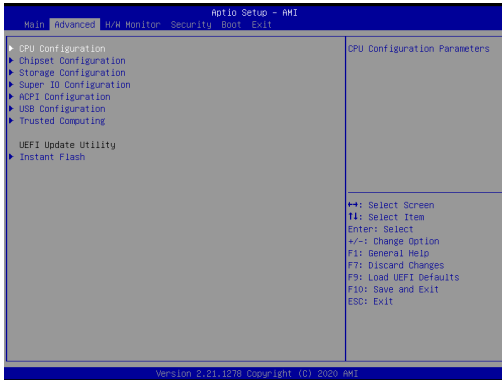 Aptio Setup - AMI
Main Advanced H/W Monitor Security Boot Exit
CPU Configuration
Chipset Configuration
Storage Configuration
Super IO Configuration
ACPI Configuration
USB Configuration
Trusted Computing
UEFI Update Utility
Instant Flash
CPU Configuration Parameters
↔: Select Screen
↑↓: Select Item
Enter: Select
+/-: Change Option
F1: General Help
F7: Discard Changes
F9: Load UEFI Defaults
F10: Save and Exit
ESC: Exit
Version 2.21.1278 Copyright (C) 2020 AMI